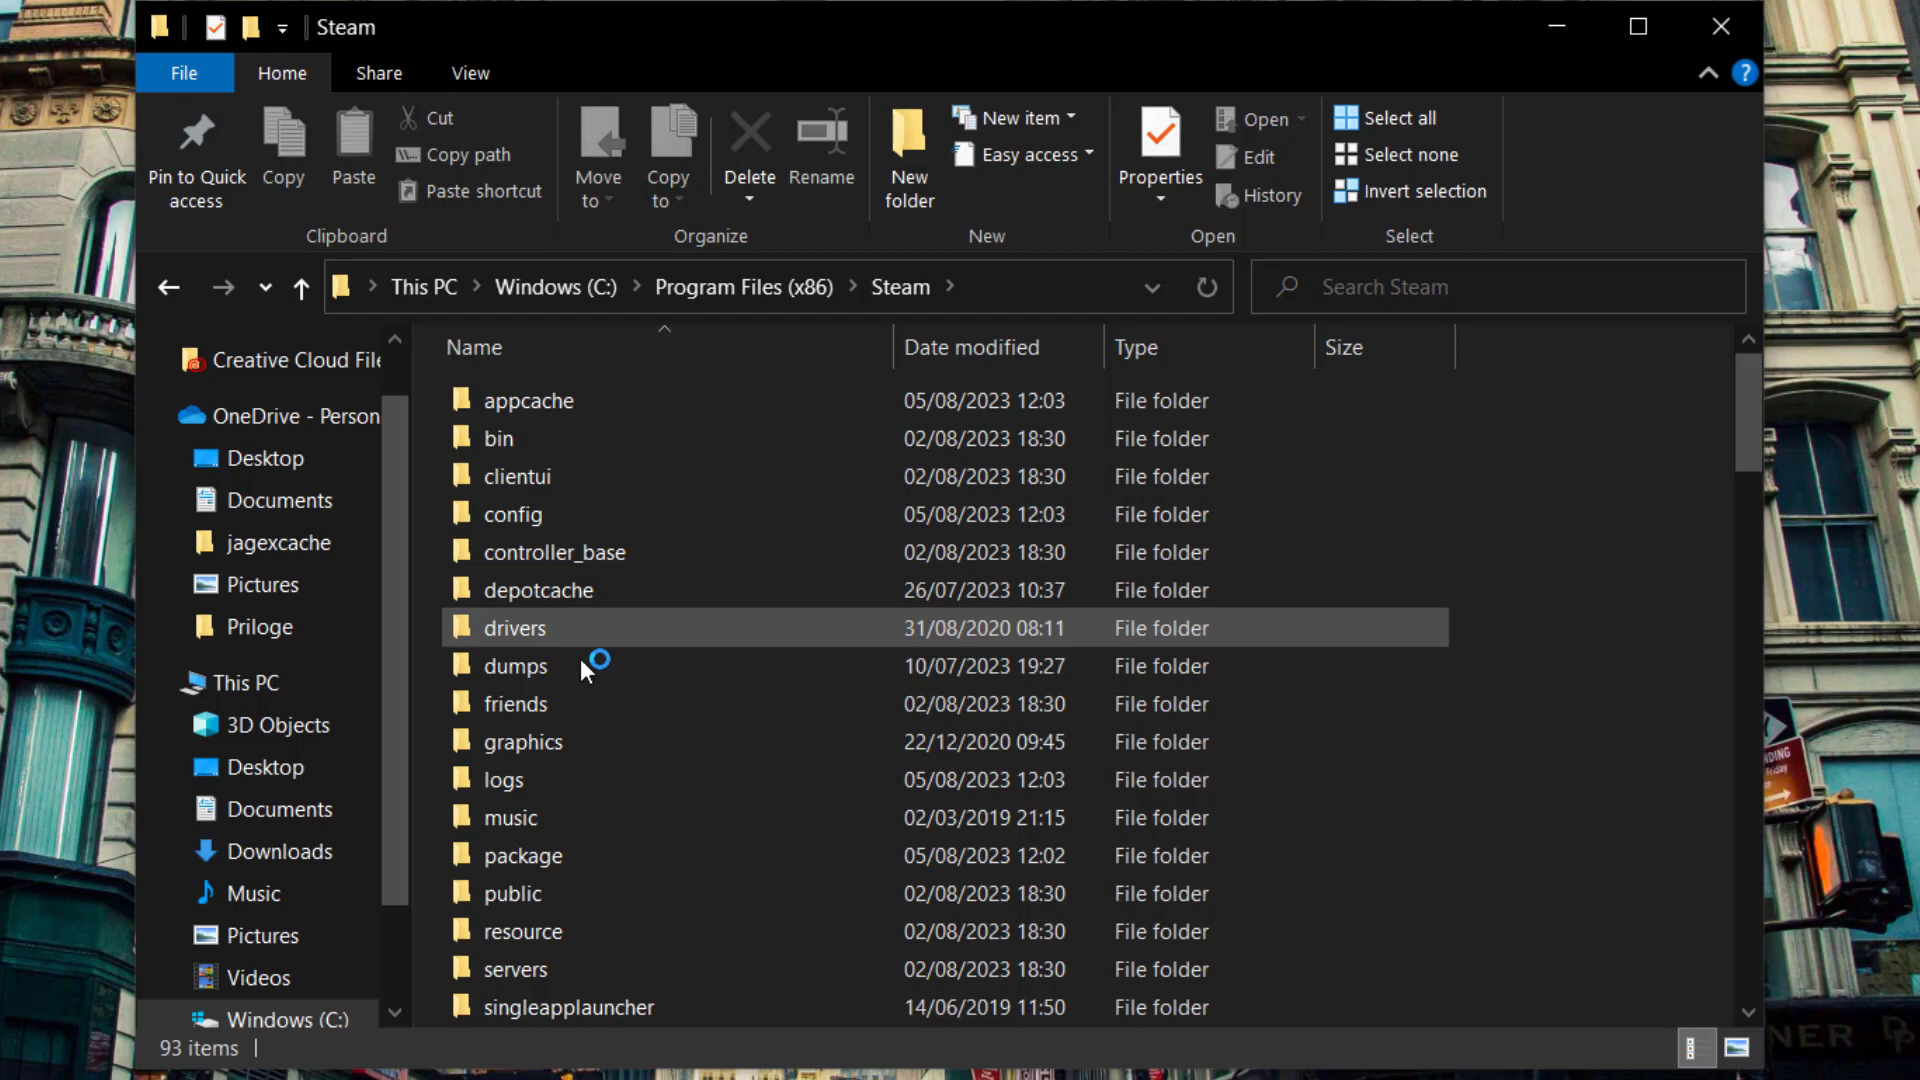 Steam
File Home Share View
Pin to Quick access
Copy
Paste
Cut
Copy path
Paste shortcut
Clipboard
Move to
Copy to
Delete
Rename
Organize
New folder
New item
Easy access
New
Properties
Open
Edit
History
Open
Select all
Select none
Invert selection
Select
This PC Windows (C:) Program Files (x86) Steam
Search Steam
Creative Cloud File
OneDrive - Person
Desktop
Documents
jagexcache
Pictures
Priloge
This PC
3D Objects
Desktop
Documents
Downloads
Music
Pictures
Videos
Windows (C:)
Name Date modified Type Size
appcache 05/08/2023 12:03 File folder
bin 02/08/2023 18:30 File folder
clientui 02/08/2023 18:30 File folder
config 05/08/2023 12:03 File folder
controller_base 02/08/2023 18:30 File folder
depotcache 26/07/2023 10:37 File folder
drivers 31/08/2020 08:11 File folder
dumps 10/07/2023 19:27 File folder
friends 02/08/2023 18:30 File folder
graphics 22/12/2020 09:45 File folder
logs 05/08/2023 12:03 File folder
music 02/03/2019 21:15 File folder
package 05/08/2023 12:02 File folder
public 02/08/2023 18:30 File folder
resource 02/08/2023 18:30 File folder
servers 02/08/2023 18:30 File folder
singleapplauncher 14/06/2019 11:50 File folder
93 items
NDING
Friday
NER